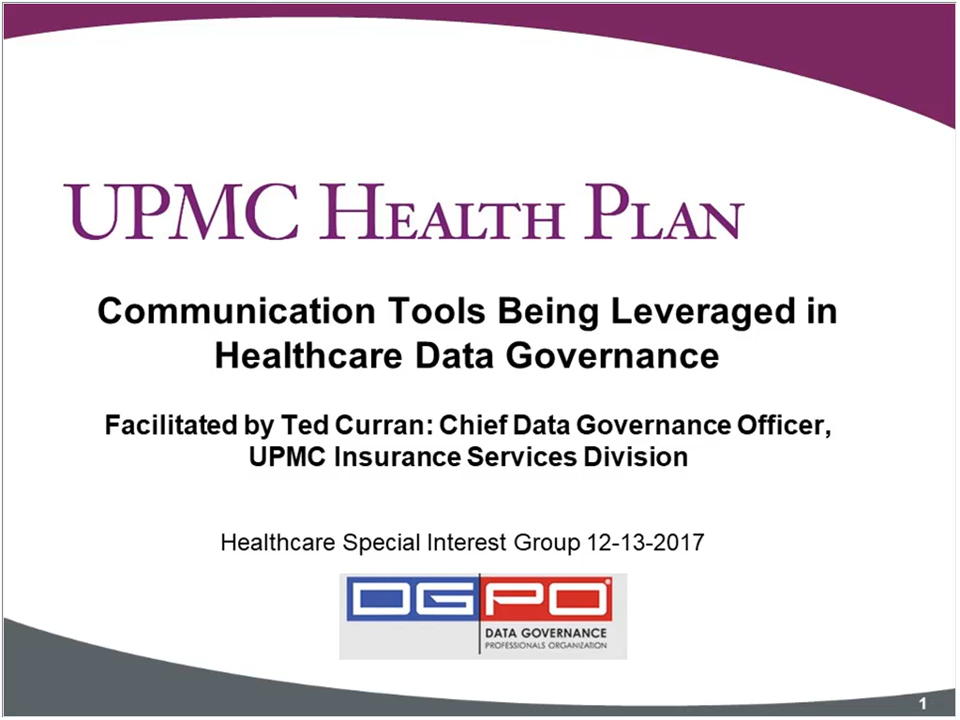 UPMC HEALTH PLAN
Communication Tools Being Leveraged in
Healthcare Data Governance
Facilitated by Ted Curran: Chief Data Governance Officer,
UPMC Insurance Services Division
Healthcare Special Interest Group 12-13-2017
DGPO®
DATA GOVERNANCE
PROFESSIONALS ORGANIZATION
1